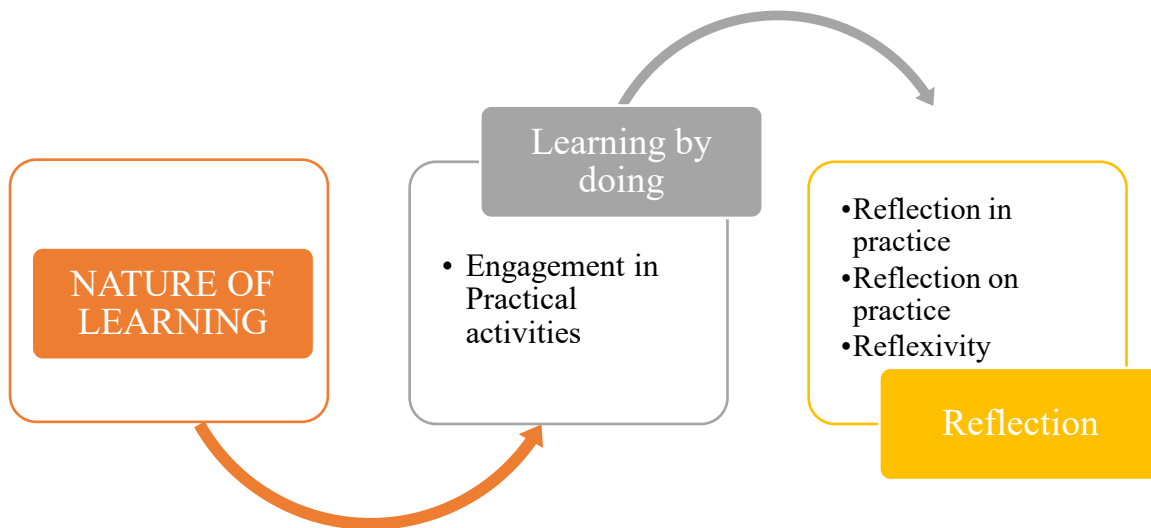 NATURE OF
LEARNING
Learning by
doing
• Engagement in
Practical
activities
•Reflection in
practice
•Reflection on
practice
•Reflexivity
Reflection